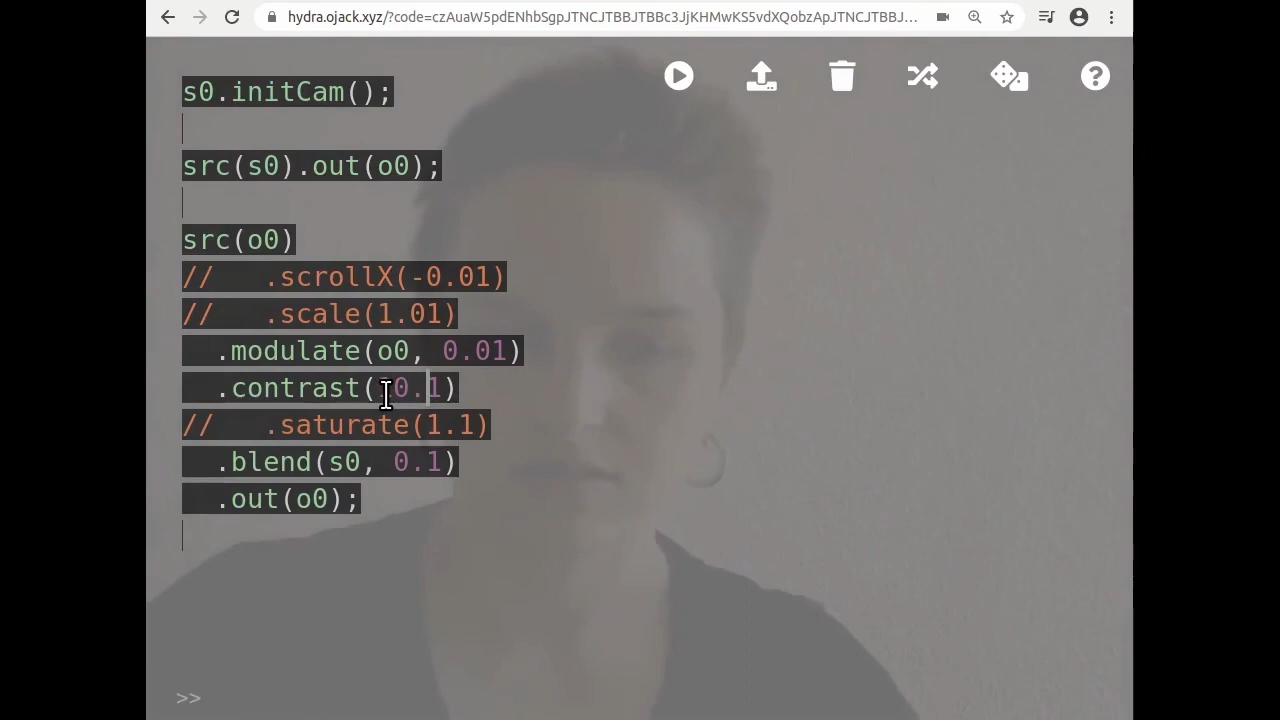 hydra.ojack.xyz/?code=czAuaW5pdENhbSgpJTNCJTBBJTBBc3JjKHMwKS5vdXQobzApJTNCJTBBJ…
s0.initCam();
src(s0).out(o0);
src(o0)
//   .scrollX(-0.01)
//   .scale(1.01)
  .modulate(o0, 0.01)
  .contrast(10.1)
//   .saturate(1.1)
  .blend(s0, 0.1)
  .out(o0);
>>